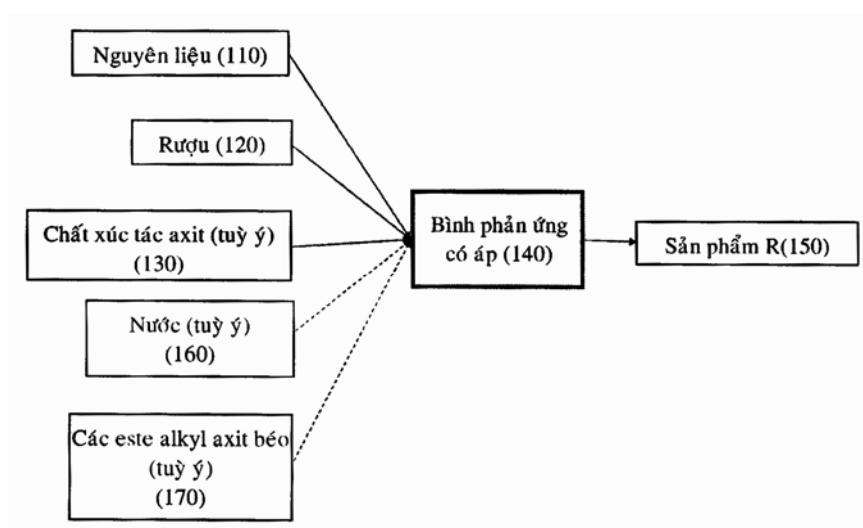 Nguyên liệu (110)
Rượu (120)
Chất xúc tác axit (tuỳ ý)
(130)
Nước (tuỳ ý)
(160)
Các este alkyl axit béo
(tuỳ ý)
(170)
Bình phản ứng
có áp (140)
Sản phẩm R(150)